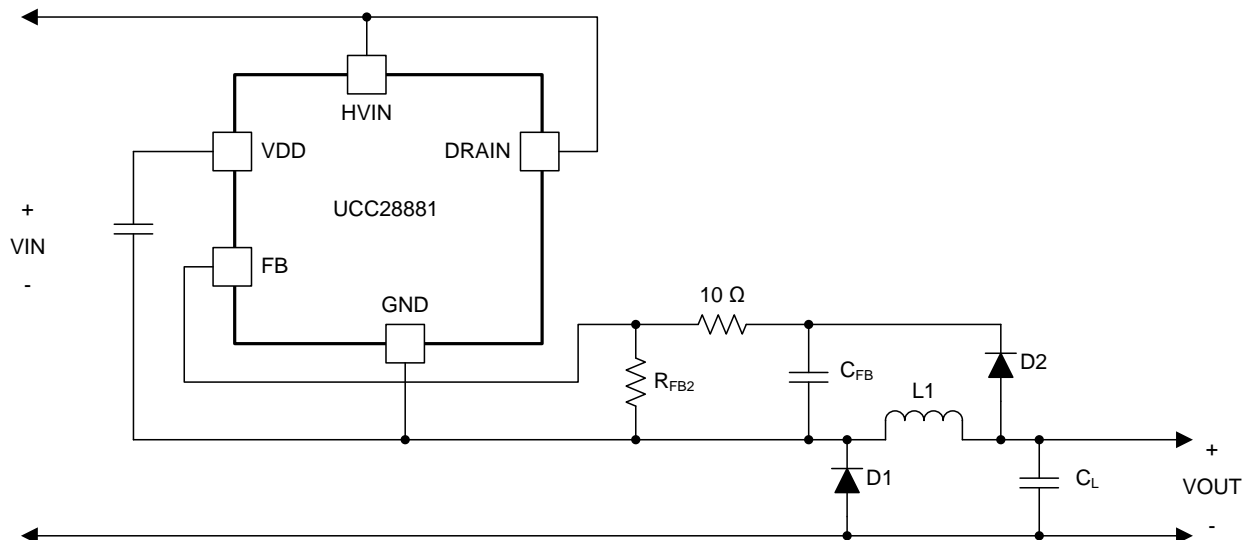 HVIN
VDD
DRAIN
UCC28881
+
VIN
-
FB
GND
10 Ω
D2
CFB
RFB2
L1
+
D1
CL
VOUT
-